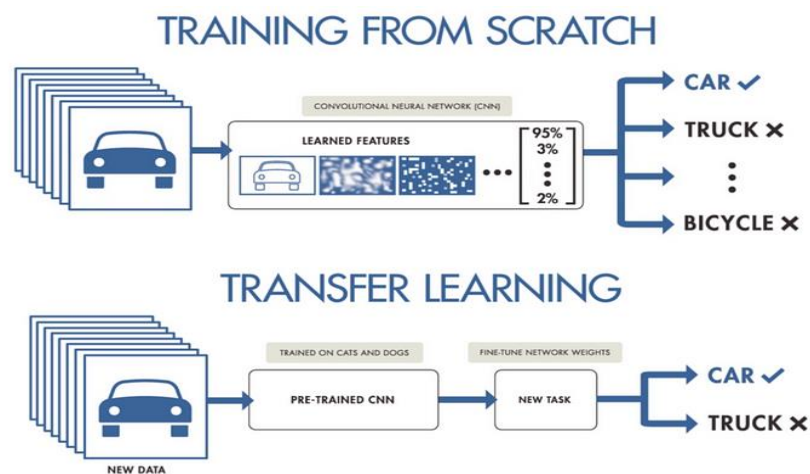 TRAINING FROM SCRATCH
CONVOLUTIONAL NEURAL NETWORK (CNN)
LEARNED FEATURES
95%
3%
2%
CAR ✓
TRUCK ×
BICYCLE ×
TRANSFER LEARNING
TRAINED ON CATS AND DOGS
FINE-TUNE NETWORK WEIGHTS
PRE-TRAINED CNN
NEW TASK
CAR ✓
TRUCK ×
NEW DATA